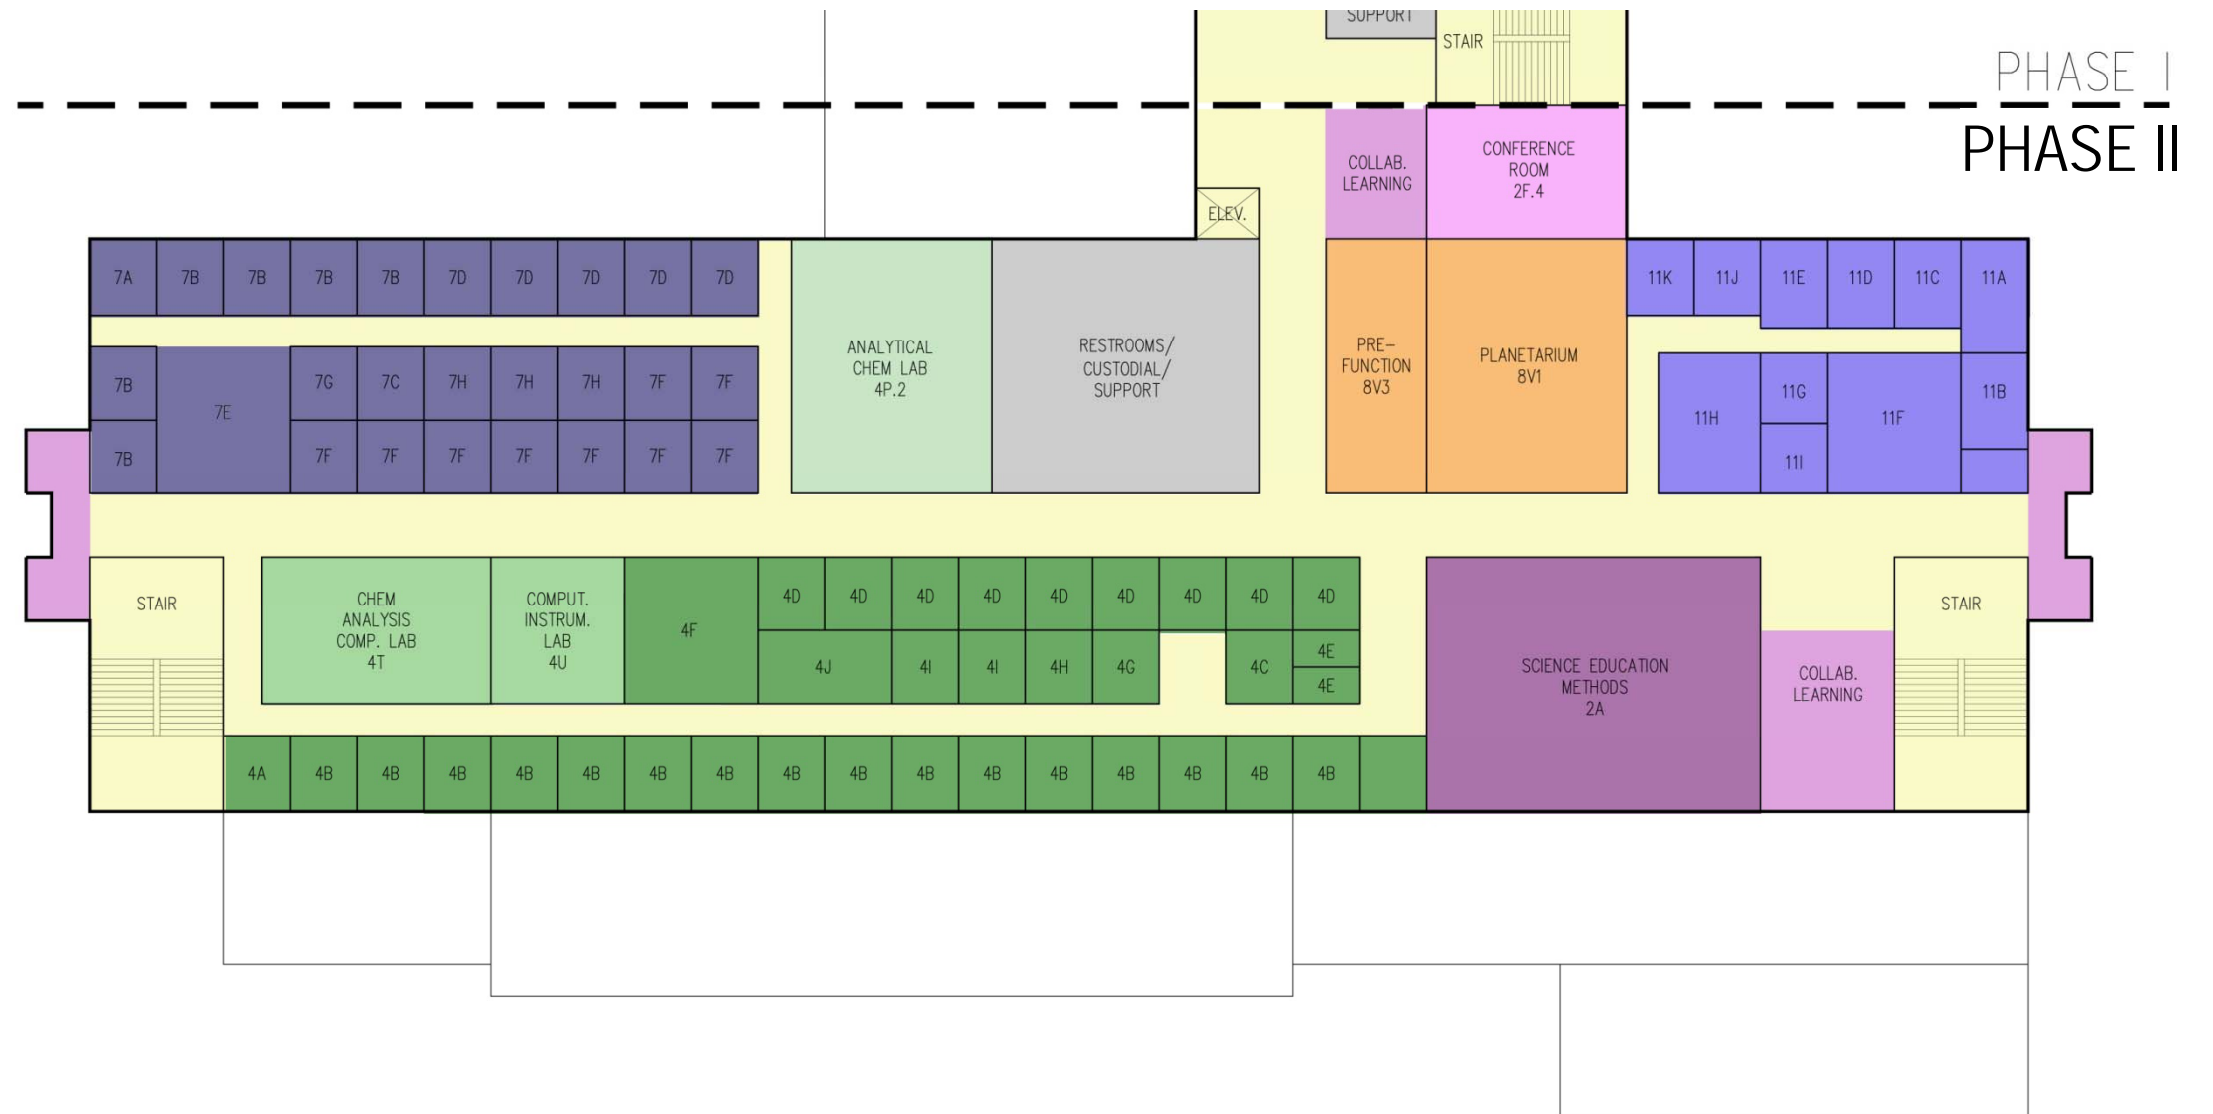 SUPPORT
STAIR
PHASE I
PHASE II
COLLAB.
LEARNING
CONFERENCE
ROOM
2F.4
ELEV.
7A 7B 7B 7B 7B 7D 7D 7D 7D 7D
11K 11J 11E 11D 11C 11A
ANALYTICAL
CHEM LAB
4P.2
RESTROOMS/
CUSTODIAL/
SUPPORT
PRE-
FUNCTION
8V3
PLANETARIUM
8V1
7B 7E 7G 7C 7H 7H 7H 7F 7F
7B 7F 7F 7F 7F 7F 7F 7F
11H 11G 11F 11B
11I
STAIR
CHEM
ANALYSIS
COMP. LAB
4T
COMPUT.
INSTRUM.
LAB
4U
4F
4D 4D 4D 4D 4D 4D 4D 4D 4D
4J 4I 4I 4H 4G 4C 4E
4E
SCIENCE EDUCATION
METHODS
2A
COLLAB.
LEARNING
STAIR
4A 4B 4B 4B 4B 4B 4B 4B 4B 4B 4B 4B 4B 4B 4B 4B 4B